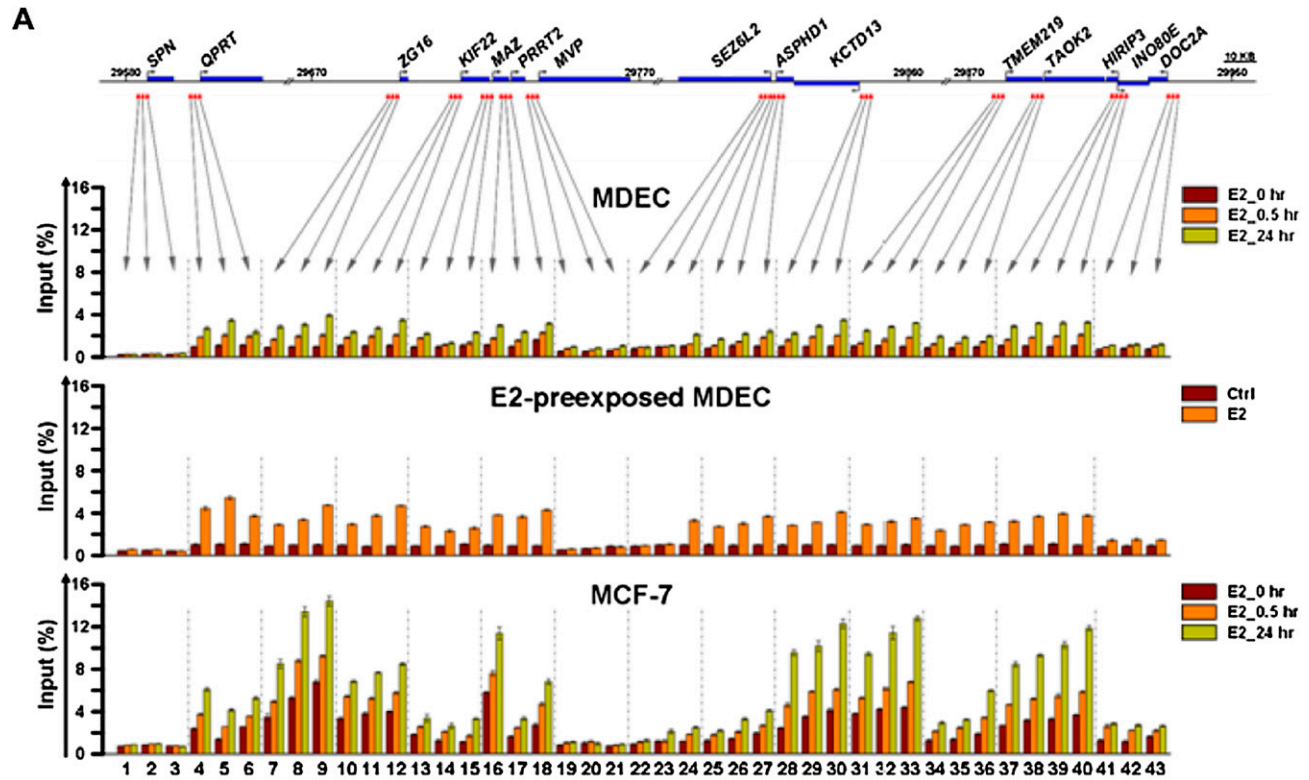 A
SPN QPRT ZG16 KIF22 MAZ PRRT2 MVP SEZ6L2 ASPHD1 KCTD13 TMEM219 TAOK2 HIRIP3 INO80E DOC2A
29580 29670 29770 29860 29870 29950 10 KB
MDEC
16
12
8
4
0
Input (%)
E2_0 hr
E2_0.5 hr
E2_24 hr
E2-preexposed MDEC
16
12
8
4
0
Input (%)
Ctrl
E2
MCF-7
16
12
8
4
0
Input (%)
E2_0 hr
E2_0.5 hr
E2_24 hr
1 2 3 4 5 6 7 8 9 10 11 12 13 14 15 16 17 18 19 20 21 22 23 24 25 26 27 28 29 30 31 32 33 34 35 36 37 38 39 40 41 42 43